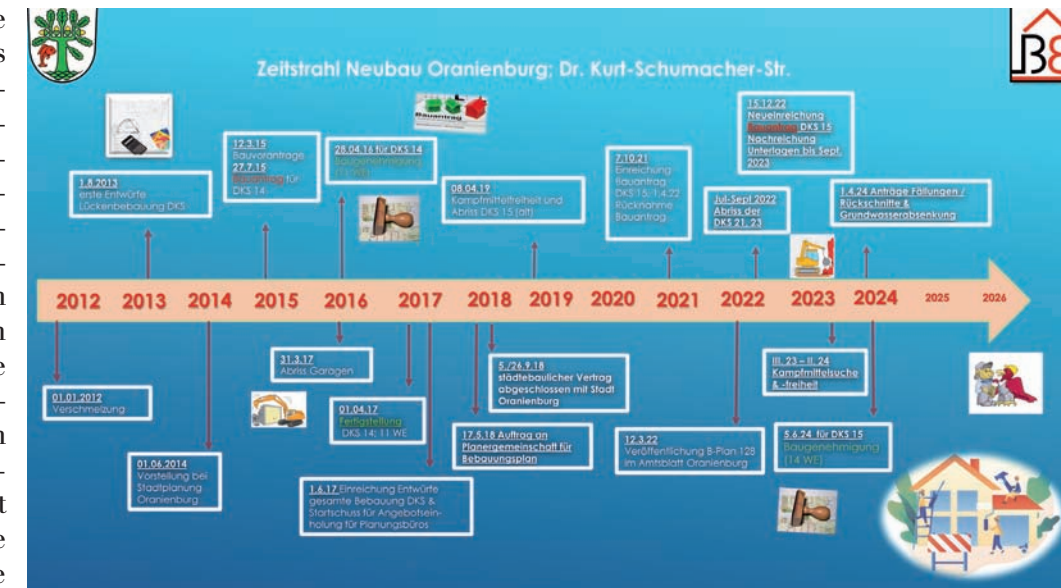 Zeitstrahl Neubau Oranienburg; Dr. Kurt-Schumacher-Str.
Bauantrag
1.8.2013
erste Entwürfe
Lückenbebauung DKS
12.3.15
Bauvoranfrage
27.7.15
Bauantrag für
DKS 14
28.04.16 für DKS 14
Baugenehmigung
(11 WE)
08.04.19
Kampfmittelfreiheit und
Abriss DKS 15 (alt)
7.10.21
Einreichung
Bauantrag
DKS 15; 1.4.22
Rücknahme
Bauantrag
Jul-Sept 2022
Abriss der
DKS 21, 23
15.12.22
Neueinreichung
Bauantrag DKS 15
Nachreichung
Unterlagen bis Sept.
2023
1.4.24 Anträge Fällungen /
Rückschnitte &
Grundwasserabsenkung
2012 2013 2014 2015 2016 2017 2018 2019 2020 2021 2022 2023 2024 2025 2026
01.01.2012
Verschmelzung
01.06.2014
Vorstellung bei
Stadtplanung
Oranienburg
31.3.17
Abriss Garagen
01.04.17
Fertigstellung
DKS 14; 11 WE
1.6.17 Einreichung Entwürfe
gesamte Bebauung DKS &
Startschuss für Angebotsein-
holung für Planungsbüros
17.5.18 Auftrag an
Planergemeinschaft für
Bebauungsplan
5./26.9.18
städtebaulicher Vertrag
abgeschlossen mit Stadt
Oranienburg
12.3.22
Veröffentlichung B-Plan 128
im Amtsblatt Oranienburg
III. 23 – II. 24
Kampfmittelsuche
& -freiheit
5.6.24 für DKS 15
Baugenehmigung
(14 WE)